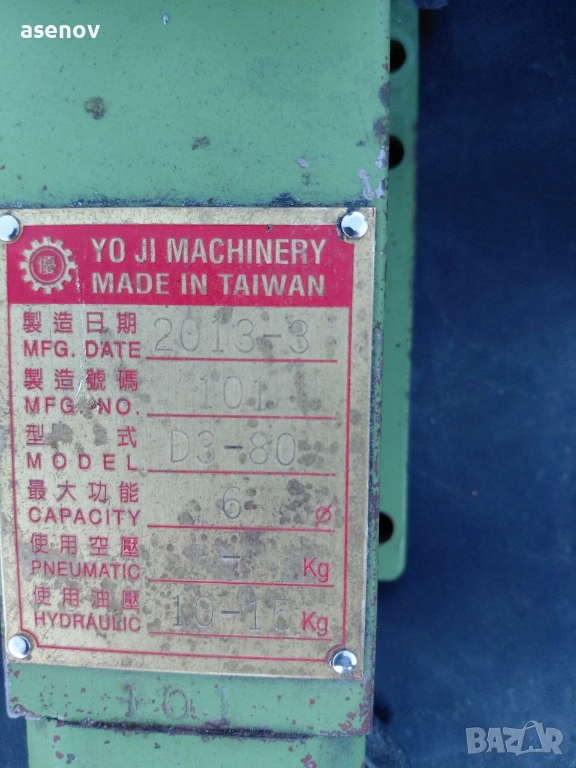 asenov
YO JI MACHINERY
MADE IN TAIWAN
製造日期
MFG. DATE 2013-3
製造號碼
MFG. NO. 101
型式
MODEL D3-80
最大功能
CAPACITY 6 Ø
使用空壓
PNEUMATIC - Kg
使用油壓
HYDRAULIC 10-15 Kg
101
BAZAR